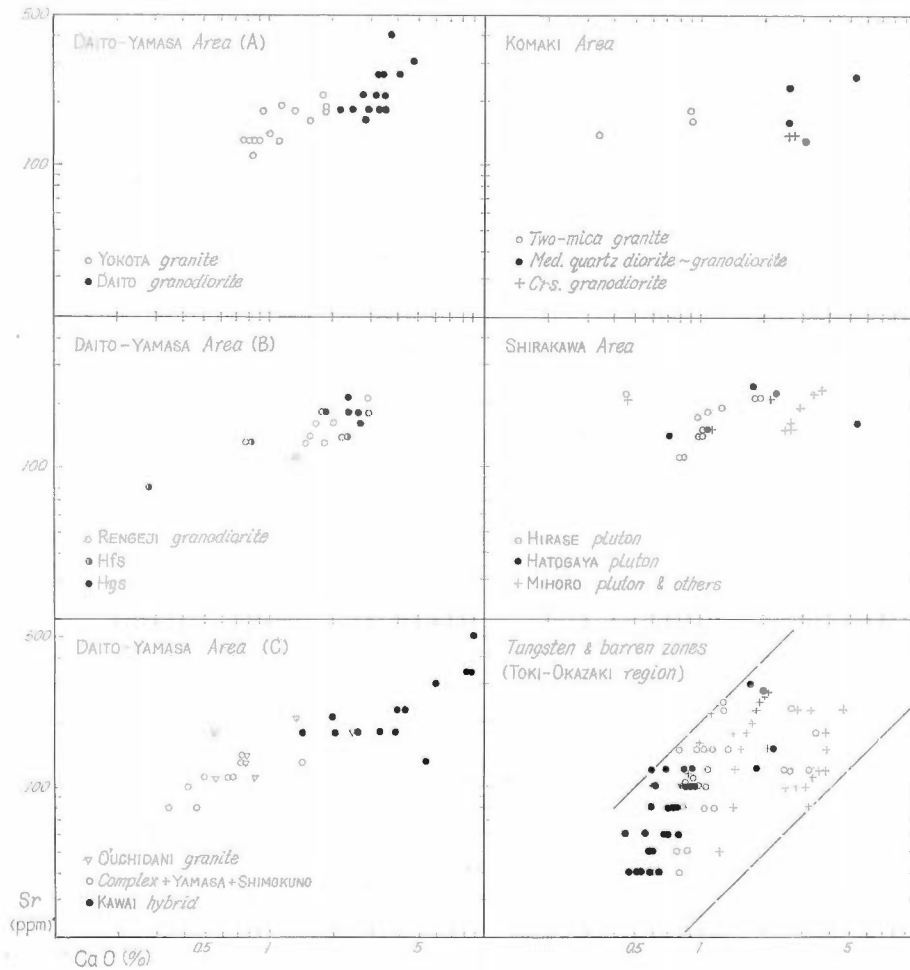 500
DAITO-YAMASA Area (A)
100
○ YOKOTA granite
● DAITO granodiorite
KOMAKI Area
○ Two-mica granite
● Med. quartz diorite ~ granodiorite
+ Crs. granodiorite
DAITO-YAMASA Area (B)
100
○ RENGEJI granodiorite
◑ Hfs
● Hgs
SHIRAKAWA Area
○ HIRASE pluton
● HATOGAYA pluton
+ MIHORO pluton & others
500
DAITO-YAMASA Area (C)
100
▽ O'UCHIDANI granite
○ Complex + YAMASA + SHIMOKUNO
● KAWAI hybrid
Sr
(ppm)
0.5 1 5
CaO (%)
Tangsten & barren zones
(TOKI-OKAZAKI region)
0.5 1 5